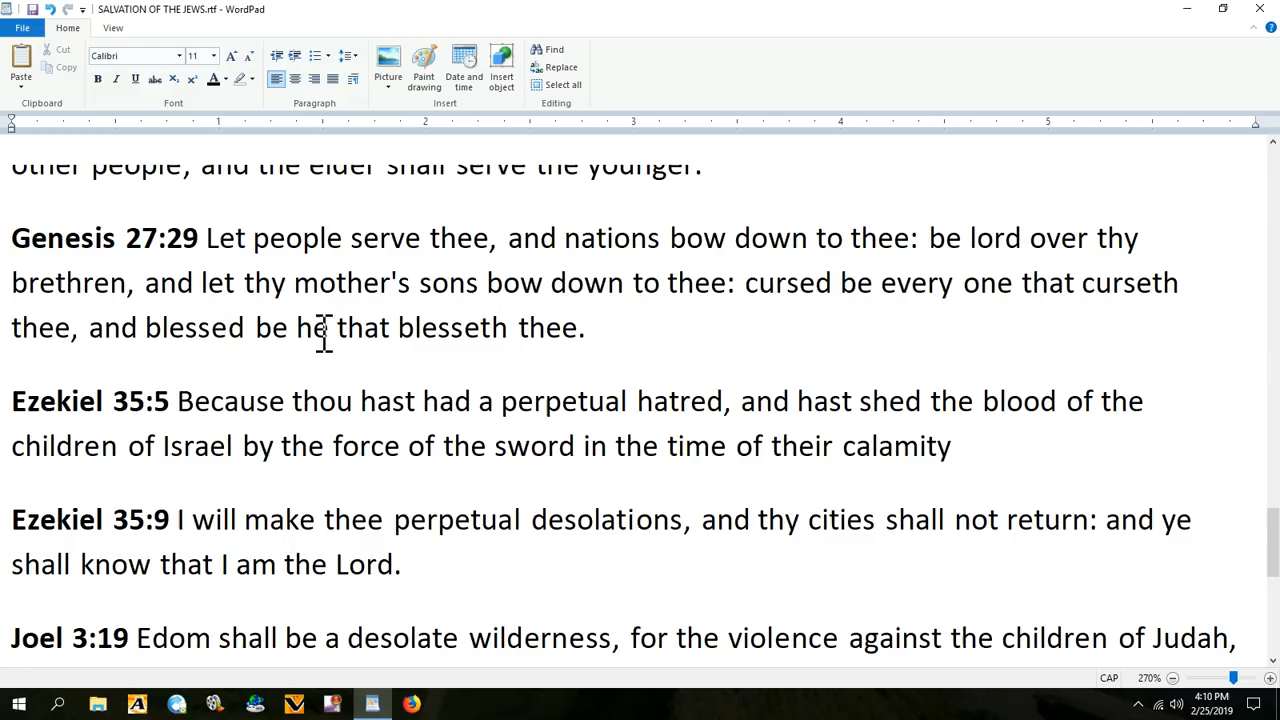 SALVATION OF THE JEWS.rtf - WordPad
File Home View
Paste
Cut
Copy
Clipboard
Calibri 11
B I U abc X₂ X² A
Font
Paragraph
Picture
Paint drawing
Date and time
Insert object
Insert
Find
Replace
Select all
Editing
1 2 3 4 5
other people, and the elder shall serve the younger.
Genesis 27:29 Let people serve thee, and nations bow down to thee: be lord over thy
brethren, and let thy mother's sons bow down to thee: cursed be every one that curseth
thee, and blessed be he that blesseth thee.
Ezekiel 35:5 Because thou hast had a perpetual hatred, and hast shed the blood of the
children of Israel by the force of the sword in the time of their calamity
Ezekiel 35:9 I will make thee perpetual desolations, and thy cities shall not return: and ye
shall know that I am the Lord.
Joel 3:19 Edom shall be a desolate wilderness, for the violence against the children of Judah,
CAP 270%
4:10 PM
2/25/2019